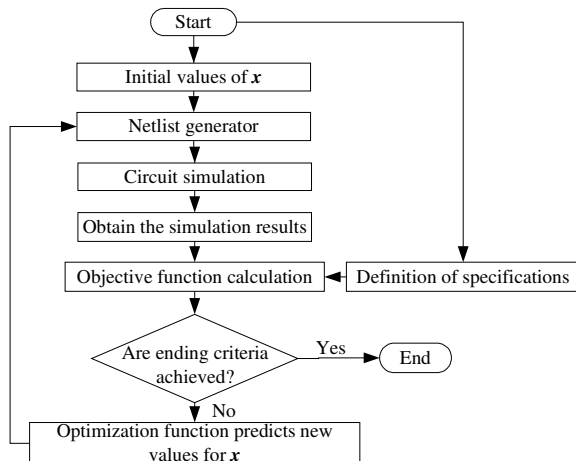 Start
Initial values of x
Netlist generator
Circuit simulation
Obtain the simulation results
Objective function calculation
Definition of specifications
Are ending criteria
achieved?
Yes
End
No
Optimization function predicts new
values for x